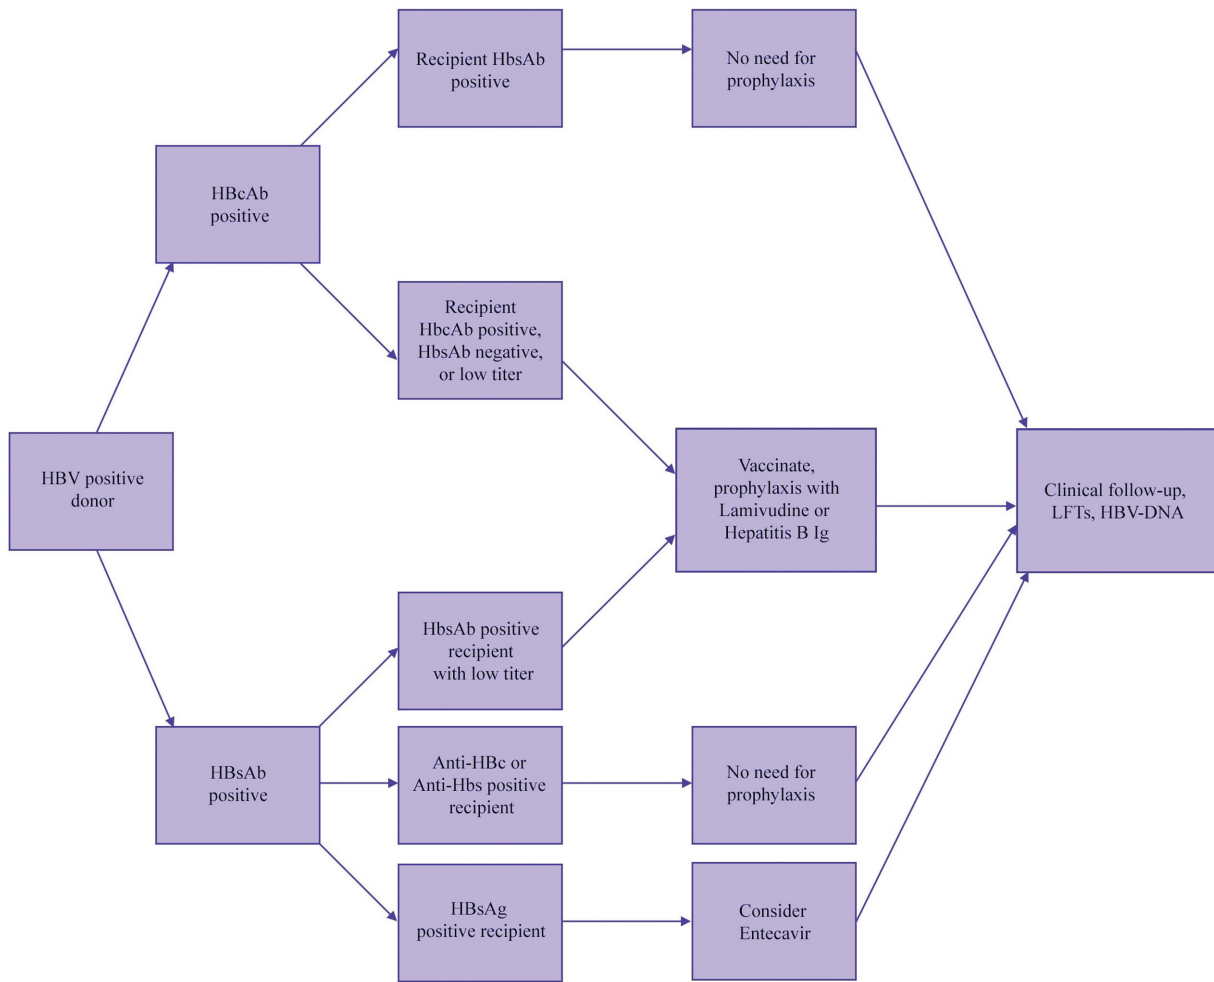 HBV positive
donor
HBcAb
positive
HBsAb
positive
Recipient HbsAb
positive
Recipient
HbcAb positive,
HbsAb negative,
or low titer
HbsAb positive
recipient
with low titer
Anti-HBc or
Anti-Hbs positive
recipient
HBsAg
positive recipient
No need for
prophylaxis
Vaccinate,
prophylaxis with
Lamivudine or
Hepatitis B Ig
No need for
prophylaxis
Consider
Entecavir
Clinical follow-up,
LFTs, HBV-DNA